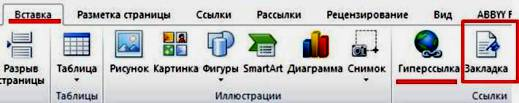 Вставка Разметка страницы Ссылки Рассылки Рецензирование Вид ABBYY F
Разрыв страницы Таблица Рисунок Картинка Фигуры SmartArt Диаграмма Снимок Гиперссылка Закладка
Таблицы Иллюстрации Ссылки